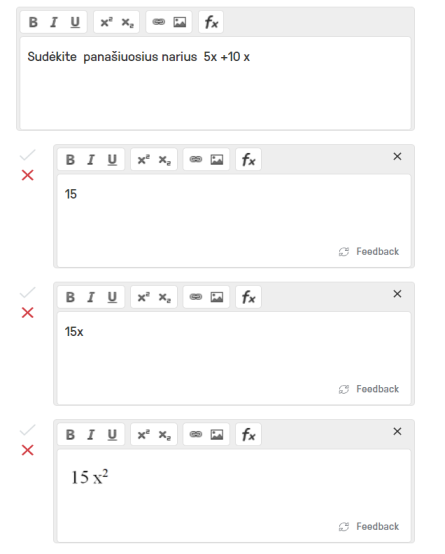 B I U x² x₂ fx
Sudėkite panašiuosius narius 5x +10 x
B I U x² x₂ fx ×
15
Feedback
B I U x² x₂ fx ×
15x
Feedback
B I U x² x₂ fx ×
15 x²
Feedback